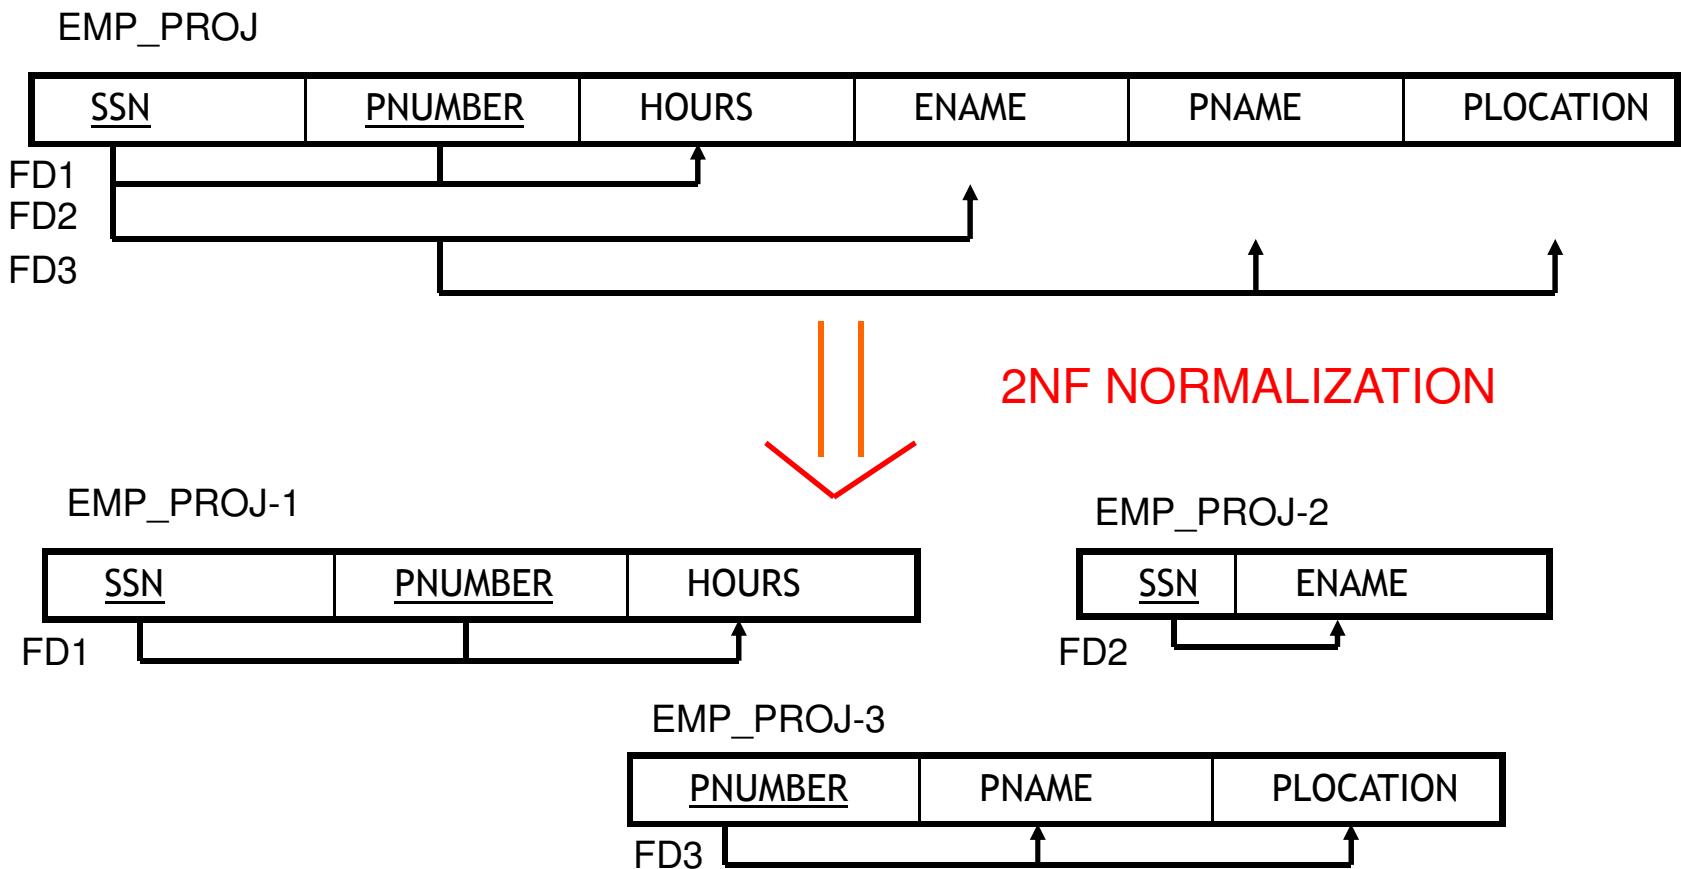 EMP_PROJ
SSN PNUMBER HOURS ENAME PNAME PLOCATION
FD1
FD2
FD3
2NF NORMALIZATION
EMP_PROJ-1
SSN PNUMBER HOURS
FD1
EMP_PROJ-2
SSN ENAME
FD2
EMP_PROJ-3
PNUMBER PNAME PLOCATION
FD3